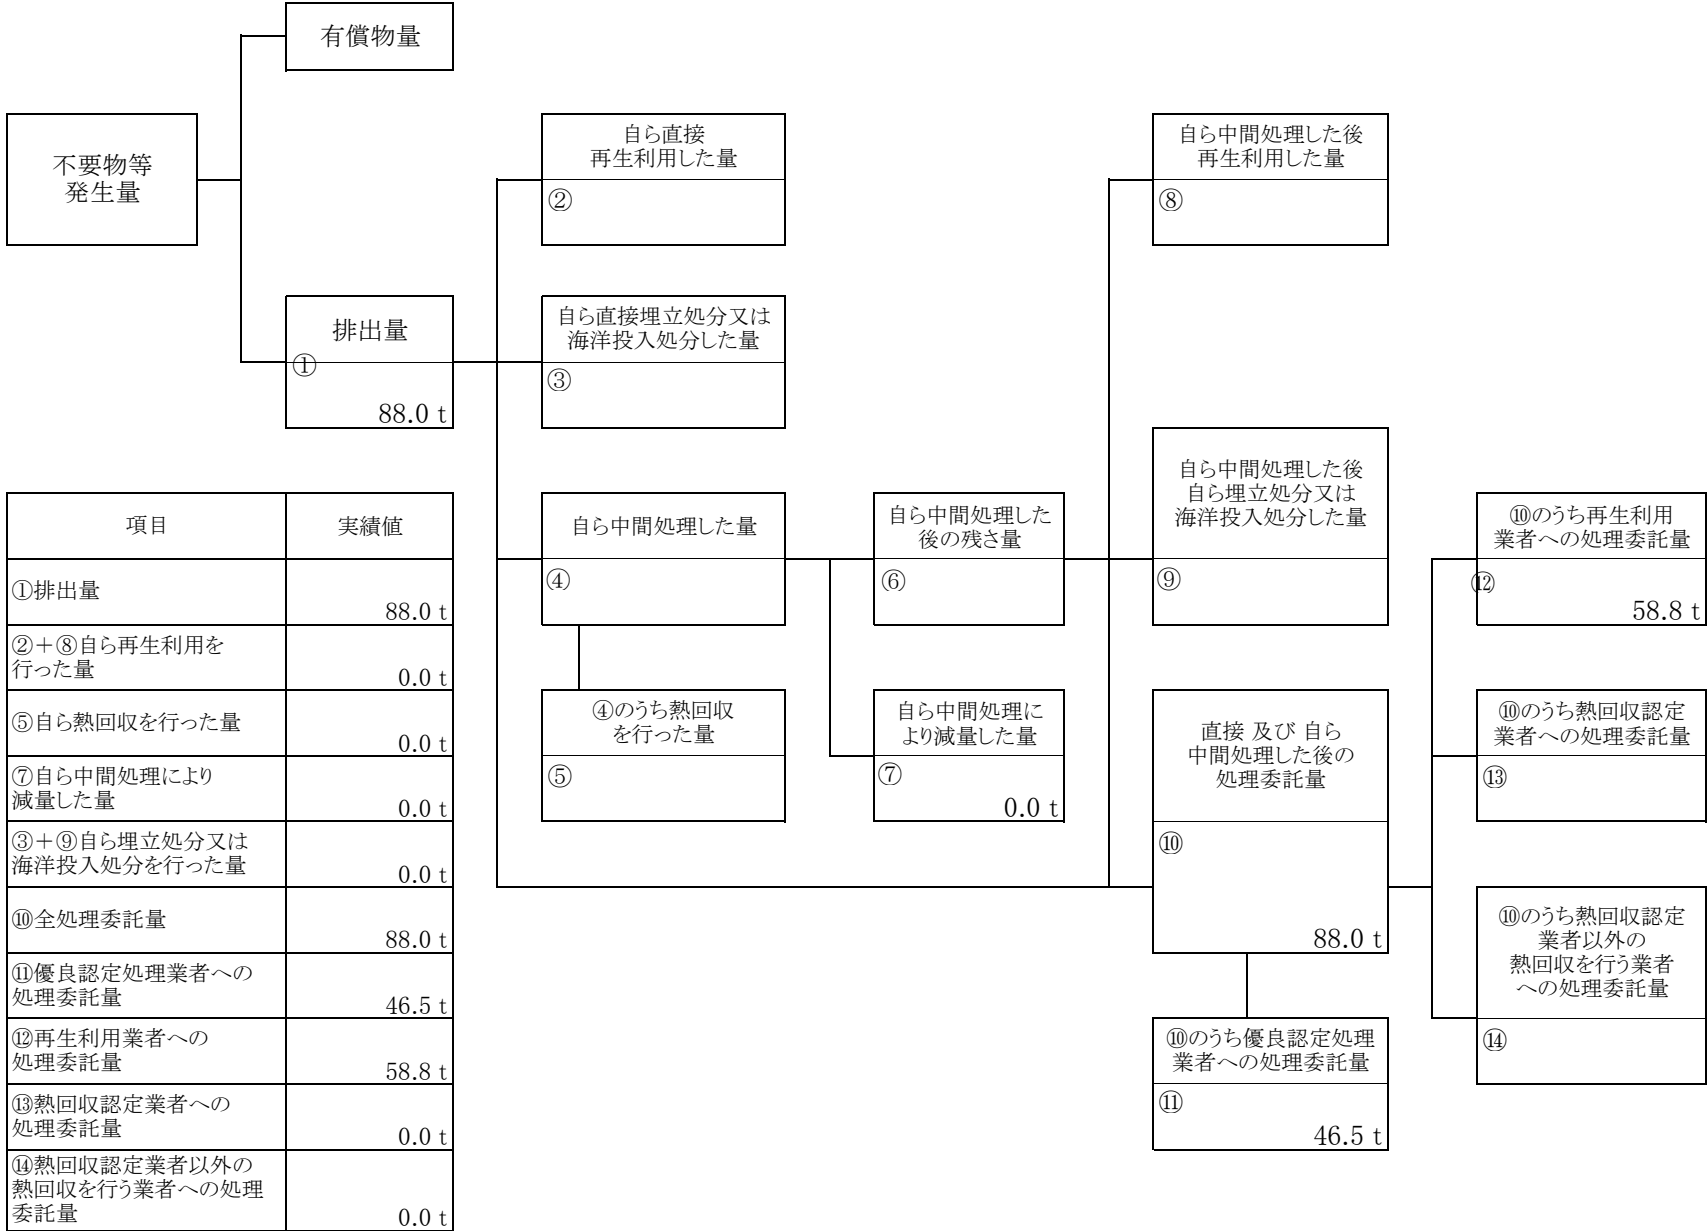 有償物量
不要物等
発生量
排出量
①
88.0 t
自ら直接
再生利用した量
②
自ら直接埋立処分又は
海洋投入処分した量
③
自ら中間処理した量
④
④のうち熱回収
を行った量
⑤
自ら中間処理した
後の残さ量
⑥
自ら中間処理に
より減量した量
⑦
0.0 t
自ら中間処理した後
再生利用した量
⑧
自ら中間処理した後
自ら埋立処分又は
海洋投入処分した量
⑨
直接 及び 自ら
中間処理した後の
処理委託量
⑩
88.0 t
⑩のうち優良認定処理
業者への処理委託量
⑪
46.5 t
⑩のうち再生利用
業者への処理委託量
⑫
58.8 t
⑩のうち熱回収認定
業者への処理委託量
⑬
⑩のうち熱回収認定
業者以外の
熱回収を行う業者
への処理委託量
⑭
項目 実績値
①排出量
88.0 t
②＋⑧自ら再生利用を
行った量
0.0 t
⑤自ら熱回収を行った量
0.0 t
⑦自ら中間処理により
減量した量
0.0 t
③＋⑨自ら埋立処分又は
海洋投入処分を行った量
0.0 t
⑩全処理委託量
88.0 t
⑪優良認定処理業者への
処理委託量
46.5 t
⑫再生利用業者への
処理委託量
58.8 t
⑬熱回収認定業者への
処理委託量
0.0 t
⑭熱回収認定業者以外の
熱回収を行う業者への処理
委託量
0.0 t